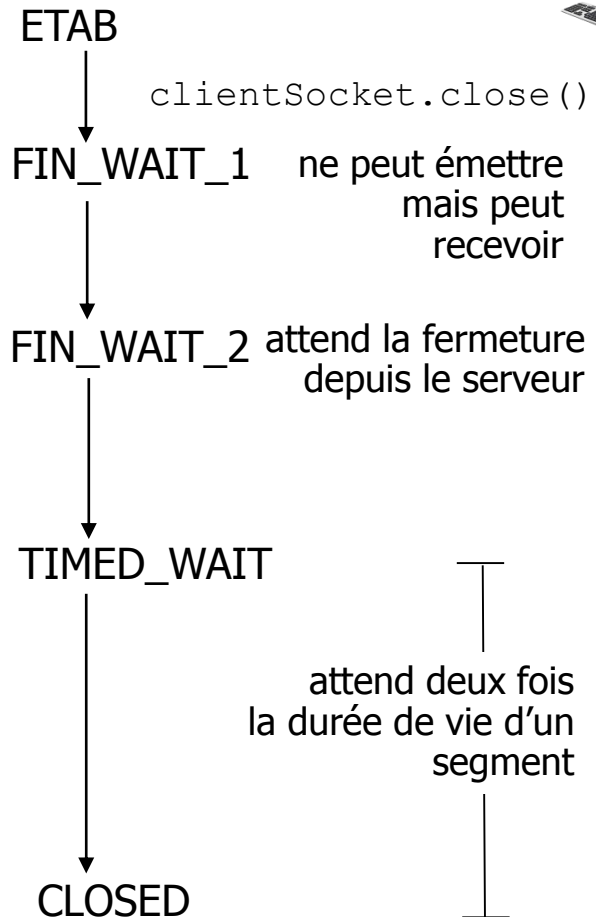 ETAB
clientSocket.close()
FIN_WAIT_1
ne peut émettre
mais peut
recevoir
FIN_WAIT_2
attend la fermeture
depuis le serveur
TIMED_WAIT
attend deux fois
la durée de vie d’un
segment
CLOSED